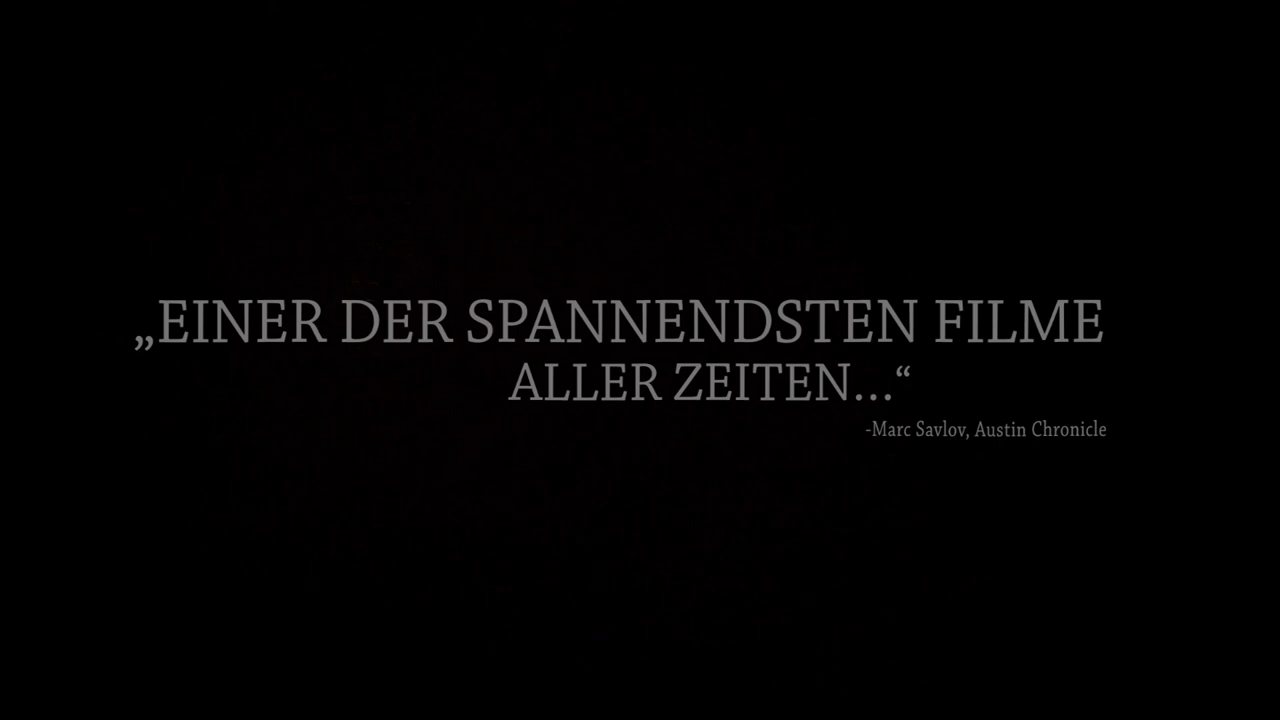 „EINER DER SPANNENDSTEN FILME
ALLER ZEITEN...“
-Marc Savlov, Austin Chronicle